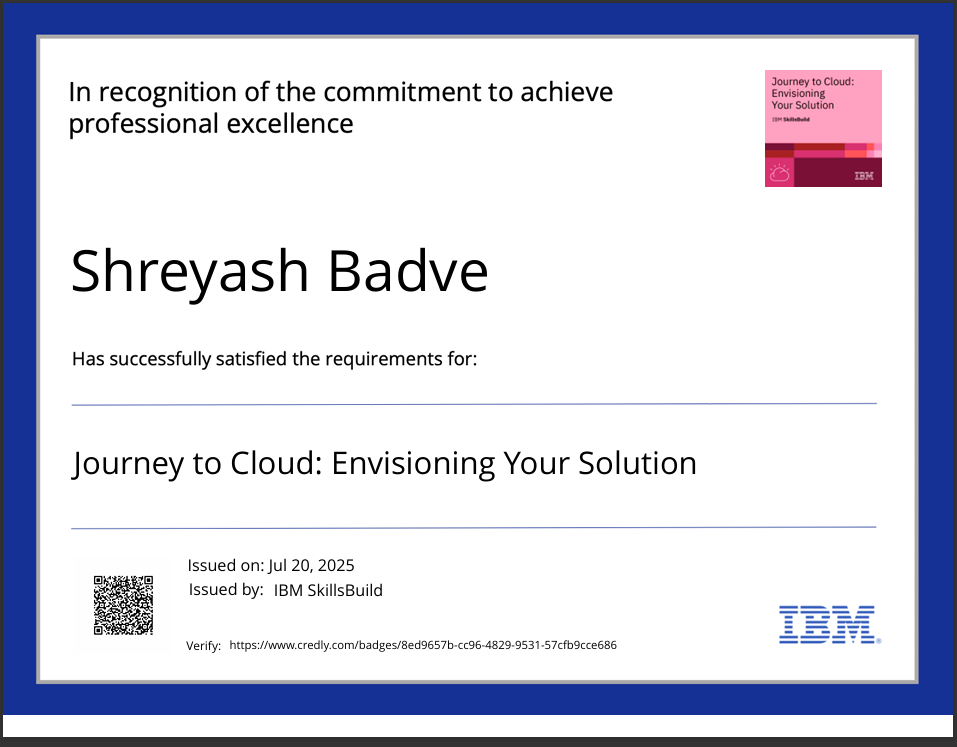 In recognition of the commitment to achieve
professional excellence
Journey to Cloud:
Envisioning
Your Solution
IBM SkillsBuild
IBM
Shreyash Badve
Has successfully satisfied the requirements for:
Journey to Cloud: Envisioning Your Solution
Issued on: Jul 20, 2025
Issued by: IBM SkillsBuild
IBM®
Verify: https://www.credly.com/badges/8ed9657b-cc96-4829-9531-57cfb9cce686